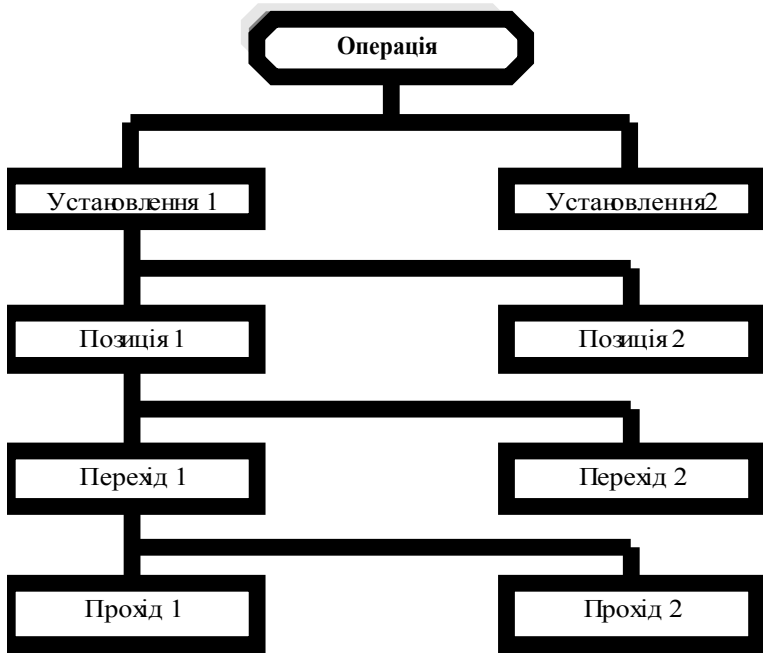 Операція
Установлення 1
Установлення2
Позиція 1
Позиція 2
Перехід 1
Перехід 2
Прохід 1
Прохід 2